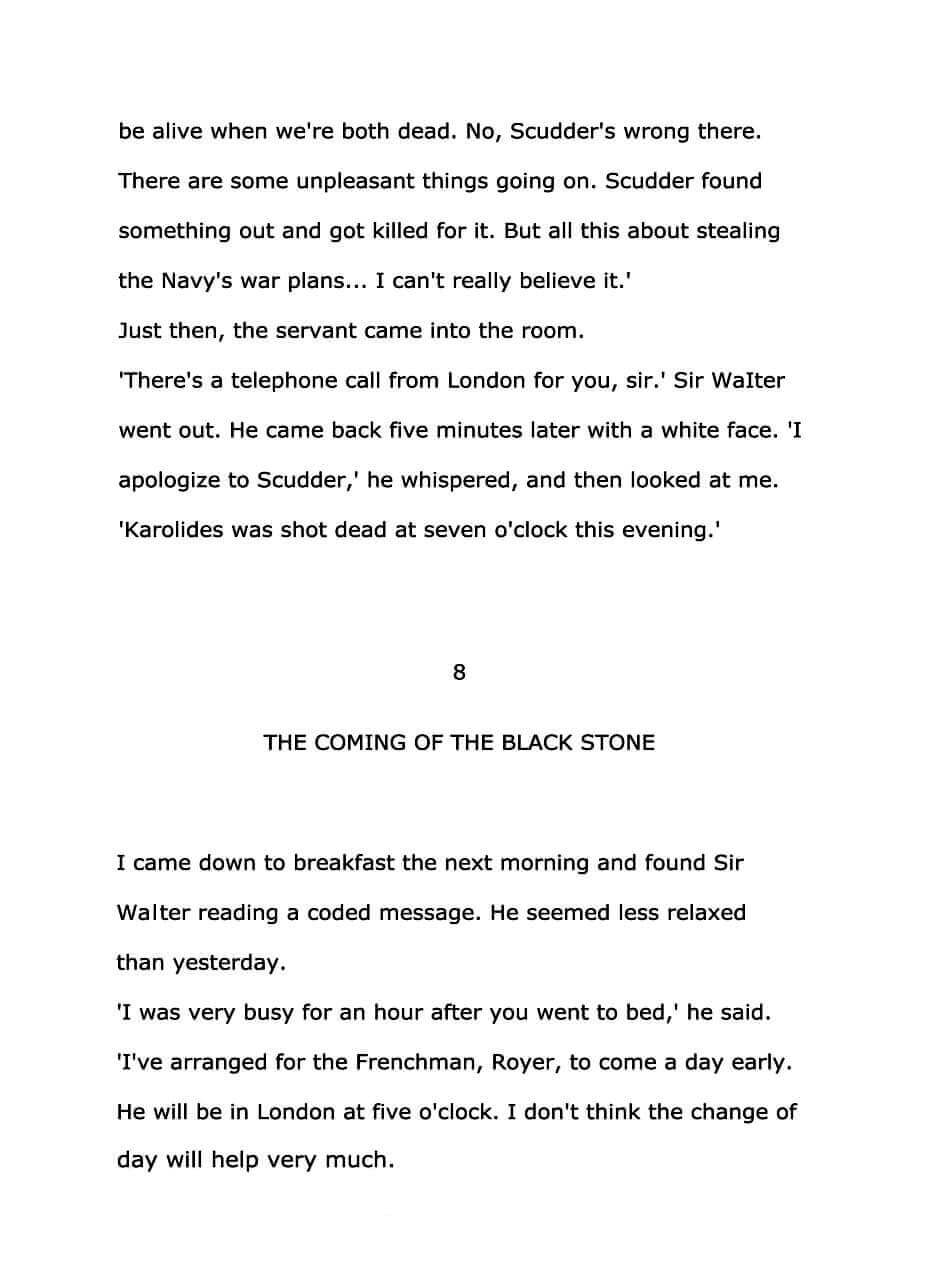 be alive when we're both dead. No, Scudder's wrong there.
There are some unpleasant things going on. Scudder found
something out and got killed for it. But all this about stealing
the Navy's war plans... I can't really believe it.'
Just then, the servant came into the room.
'There's a telephone call from London for you, sir.' Sir WaIter
went out. He came back five minutes later with a white face. 'I
apologize to Scudder,' he whispered, and then looked at me.
'Karolides was shot dead at seven o'clock this evening.'
8
THE COMING OF THE BLACK STONE
I came down to breakfast the next morning and found Sir
Walter reading a coded message. He seemed less relaxed
than yesterday.
'I was very busy for an hour after you went to bed,' he said.
'I've arranged for the Frenchman, Royer, to come a day early.
He will be in London at five o'clock. I don't think the change of
day will help very much.